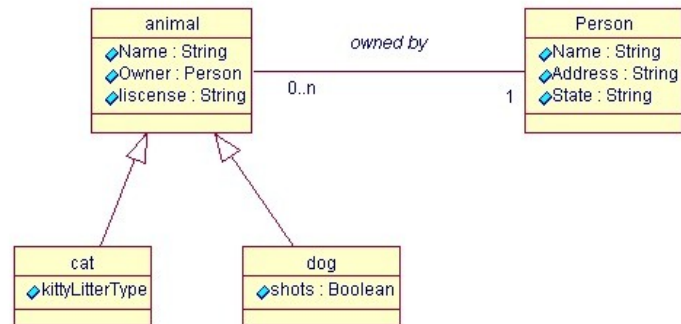 animal
Name : String
Owner : Person
liscense : String
owned by
0..n
1
Person
Name : String
Address : String
State : String
cat
kittyLitterType
dog
shots : Boolean